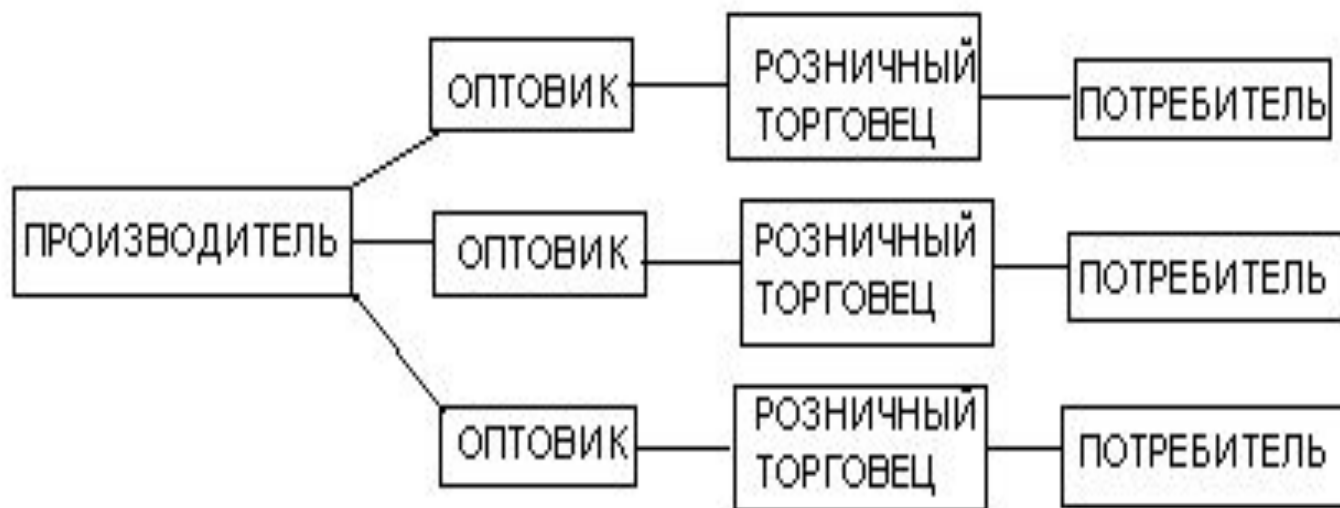 ОПТОВИК
РОЗНИЧНЫЙ
ТОРГОВЕЦ
ПОТРЕБИТЕЛЬ
ПРОИЗВОДИТЕЛЬ
ОПТОВИК
РОЗНИЧНЫЙ
ТОРГОВЕЦ
ПОТРЕБИТЕЛЬ
ОПТОВИК
РОЗНИЧНЫЙ
ТОРГОВЕЦ
ПОТРЕБИТЕЛЬ